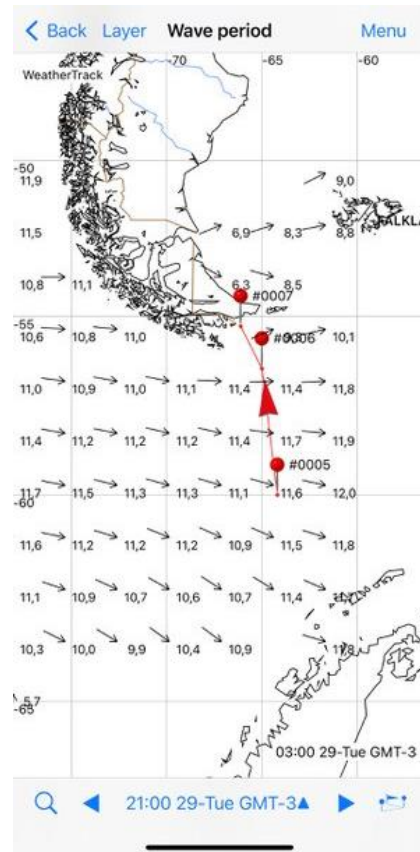 Back Layer Wave period Menu
-70 -65 -60
WeatherTrack
-50
11,9 9,0
11,5 6,9 8,3 8,8
10,8 11,1 6,3 8,5
#0007
-55
10,6 10,8 11,0 #0006 10,1
11,0 10,9 11,0 11,1 11,4 11,4 11,8
11,4 11,2 11,2 11,2 11,4 11,7 11,9
#0005
11,7 11,5 11,3 11,3 11,1 11,6 12,0
-60
11,6 11,2 11,2 11,2 10,9 11,5 11,8
11,1 10,9 10,7 10,6 10,7 11,4
10,3 10,0 9,9 10,4 10,9 11,8
-65
03:00 29-Tue GMT-3
21:00 29-Tue GMT-3